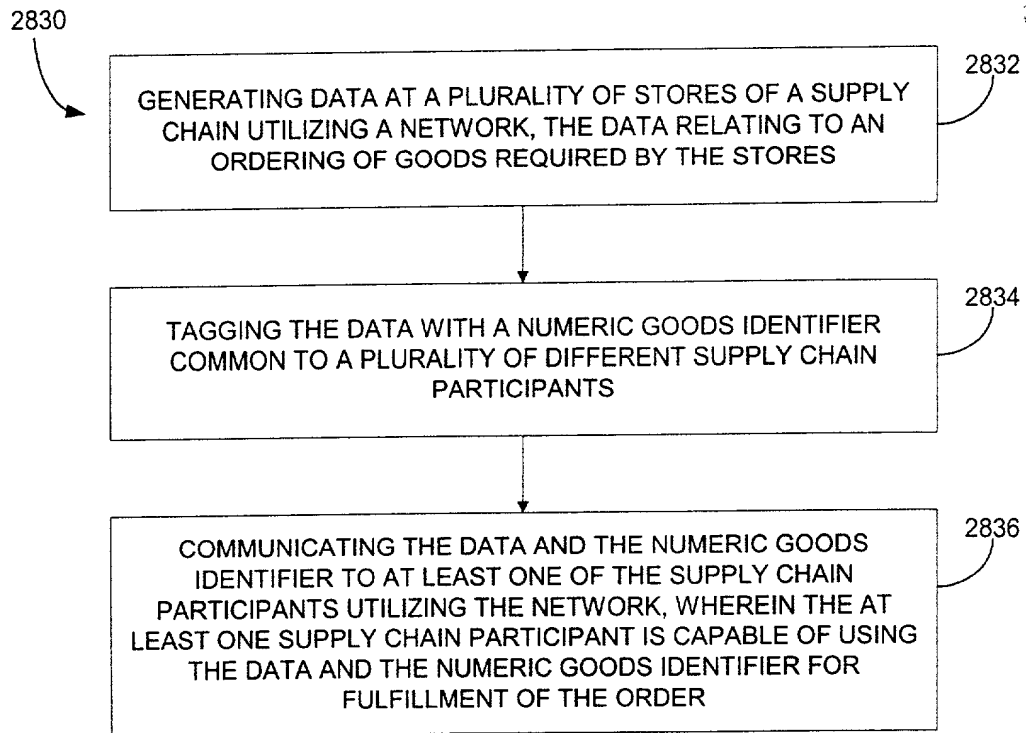 2830
2832
GENERATING DATA AT A PLURALITY OF STORES OF A SUPPLY
CHAIN UTILIZING A NETWORK, THE DATA RELATING TO AN
ORDERING OF GOODS REQUIRED BY THE STORES
2834
TAGGING THE DATA WITH A NUMERIC GOODS IDENTIFIER
COMMON TO A PLURALITY OF DIFFERENT SUPPLY CHAIN
PARTICIPANTS
2836
COMMUNICATING THE DATA AND THE NUMERIC GOODS
IDENTIFIER TO AT LEAST ONE OF THE SUPPLY CHAIN
PARTICIPANTS UTILIZING THE NETWORK, WHEREIN THE AT
LEAST ONE SUPPLY CHAIN PARTICIPANT IS CAPABLE OF USING
THE DATA AND THE NUMERIC GOODS IDENTIFIER FOR
FULFILLMENT OF THE ORDER